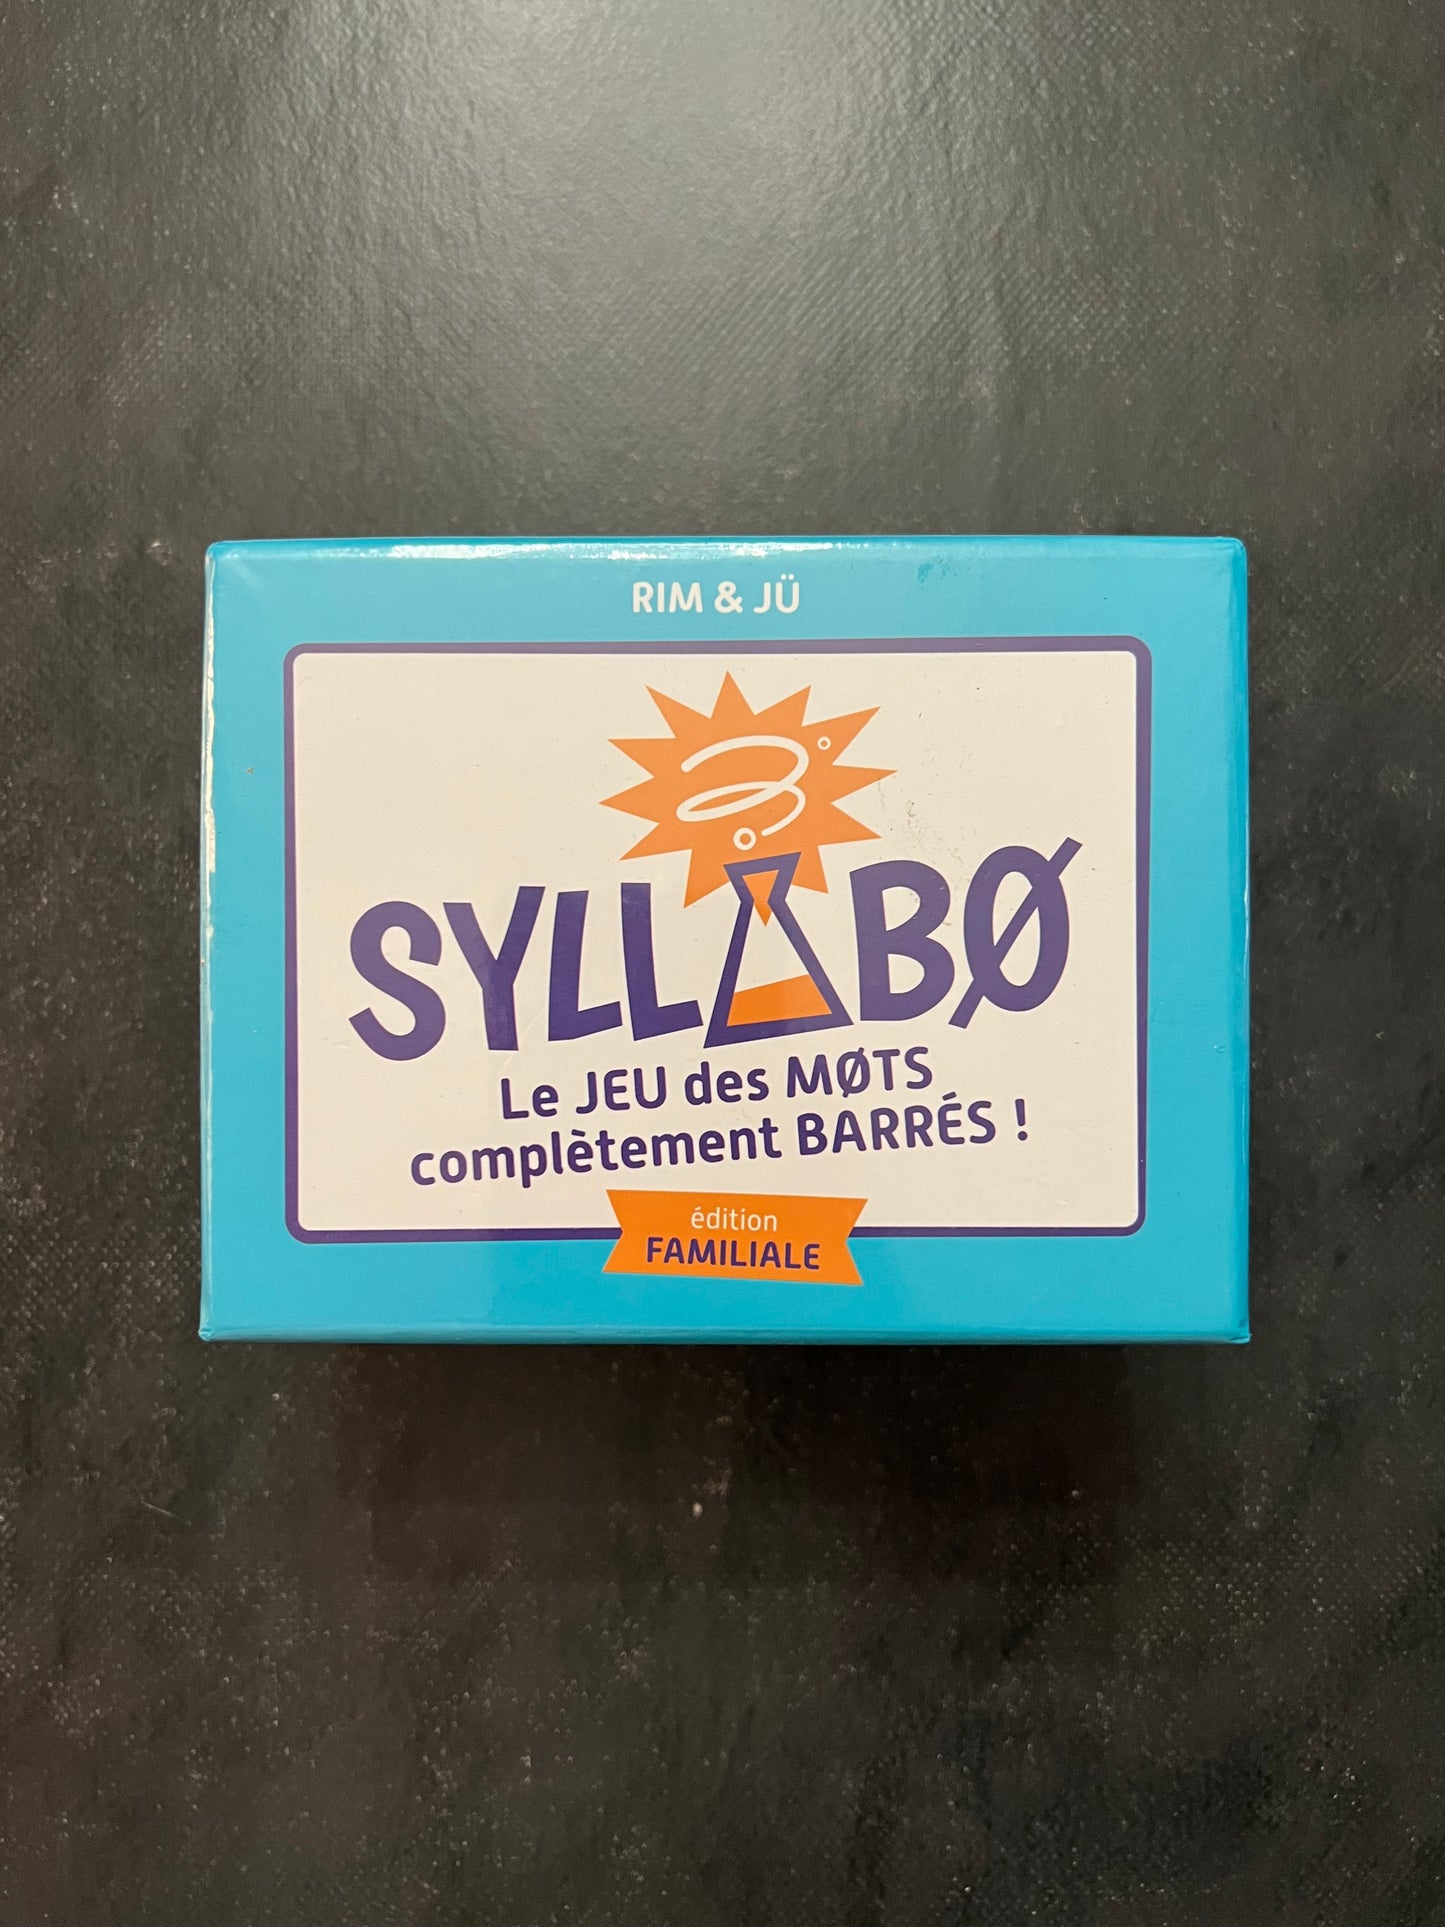 RIM & JÜ
SYLLABØ
Le JEU des MØTS
complètement BARRÉS !
édition
FAMILIALE